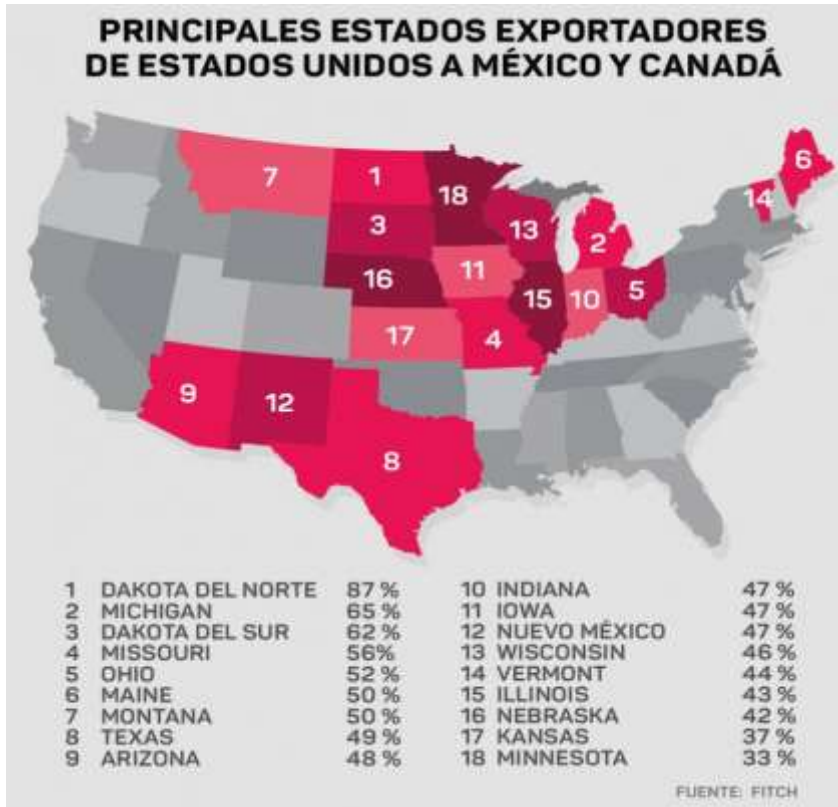 PRINCIPALES ESTADOS EXPORTADORES
DE ESTADOS UNIDOS A MÉXICO Y CANADÁ
6
7
1
18
14
3
13
2
11
16
15
10
5
17
4
9
12
8
1 DAKOTA DEL NORTE 87 %
2 MICHIGAN 65 %
3 DAKOTA DEL SUR 62 %
4 MISSOURI 56%
5 OHIO 52 %
6 MAINE 50 %
7 MONTANA 50 %
8 TEXAS 49 %
9 ARIZONA 48 %
10 INDIANA 47 %
11 IOWA 47 %
12 NUEVO MÉXICO 47 %
13 WISCONSIN 46 %
14 VERMONT 44 %
15 ILLINOIS 43 %
16 NEBRASKA 42 %
17 KANSAS 37 %
18 MINNESOTA 33 %
FUENTE: FITCH